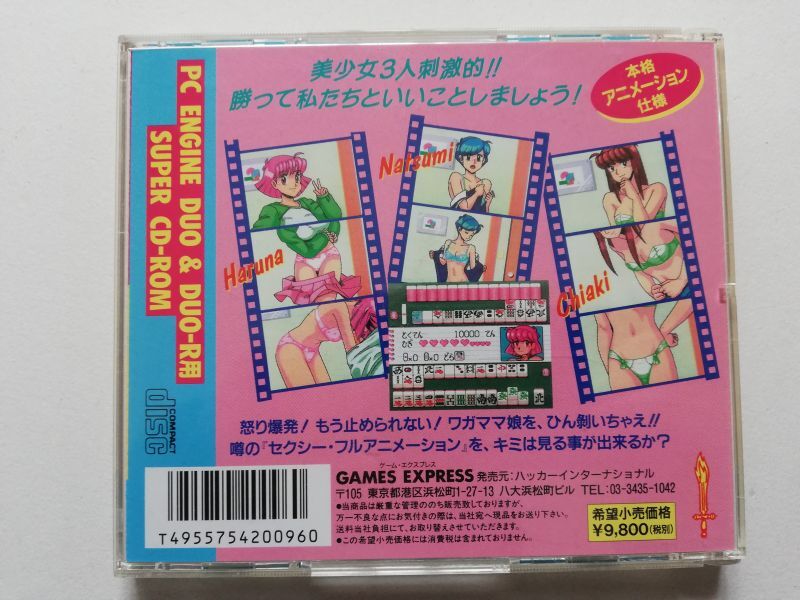 美少女3人刺激的!!
勝って私たちといいことしましょう!
本格
アニメーション
仕様
PC ENGINE DUO & DUO-R用
SUPER CD-ROM
Haruna
Natsumi
Chiaki
とくてん 10000 てん
ひき
0×0 0×0 どら
怒り爆発! もう止められない! ワガママ娘を、ひん剝いちゃえ!!
噂の『セクシー・フルアニメーション』を、キミは見る事が出来るか?
COMPACT
disc
ゲーム・エクスプレス
GAMES EXPRESS 発売元:ハッカーインターナショナル
〒105 東京都港区浜松町1-27-13 八大浜松町ビル TEL:03-3435-1042
●当商品は厳重な管理ののち販売致しておりますが、
万一不良な点にお気付きの際は、当社宛へ現品をお送り下さい。
送料当社負担にて、お取り替えさせていただきます。
●この希望小売価格には消費税は含まれておりません。
希望小売価格
¥9,800(税別)
T4955754200960